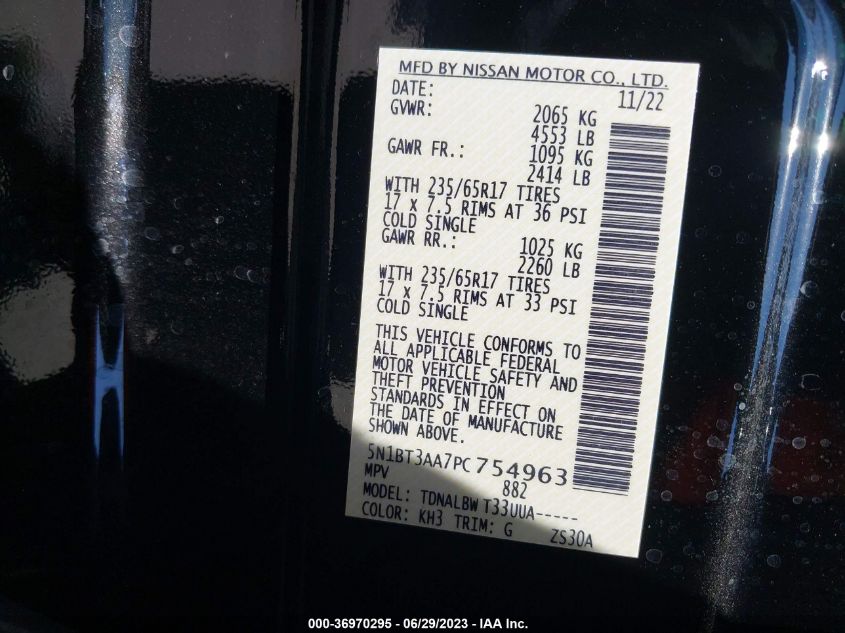 MFD BY NISSAN MOTOR CO., LTD.
DATE: 11/22
GVWR: 2065 KG
4553 LB
GAWR FR.: 1095 KG
2414 LB
WITH 235/65R17 TIRES
17 x 7.5 RIMS AT 36 PSI
COLD SINGLE
GAWR RR.: 1025 KG
2260 LB
WITH 235/65R17 TIRES
17 x 7.5 RIMS AT 33 PSI
COLD SINGLE
THIS VEHICLE CONFORMS TO
ALL APPLICABLE FEDERAL
MOTOR VEHICLE SAFETY AND
THEFT PREVENTION
STANDARDS IN EFFECT ON
THE DATE OF MANUFACTURE
SHOWN ABOVE.
5N1BT3AA7PC754963
MPV 882
MODEL: TDNALBW T33UUA-----
COLOR: KH3 TRIM: G ZS30A
000-36970295 - 06/29/2023 - IAA Inc.